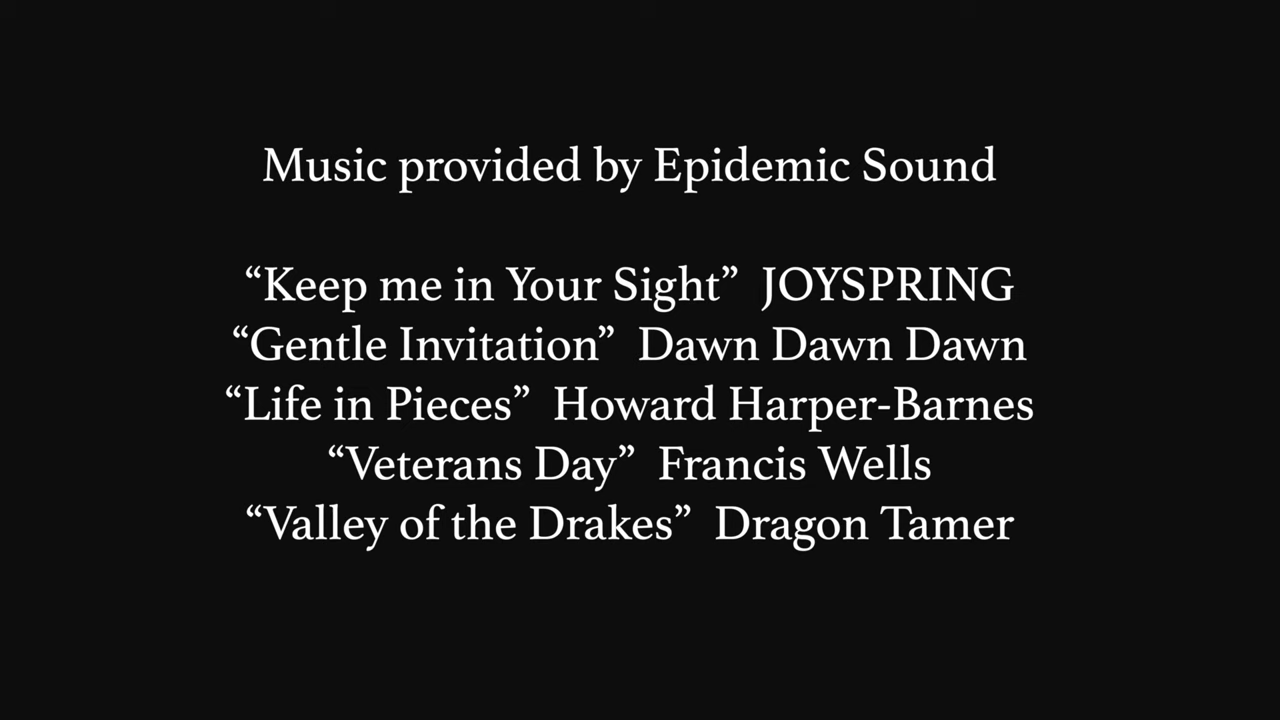 Music provided by Epidemic Sound
“Keep me in Your Sight”  JOYSPRING
“Gentle Invitation”  Dawn Dawn Dawn
“Life in Pieces”  Howard Harper-Barnes
“Veterans Day”  Francis Wells
“Valley of the Drakes”  Dragon Tamer